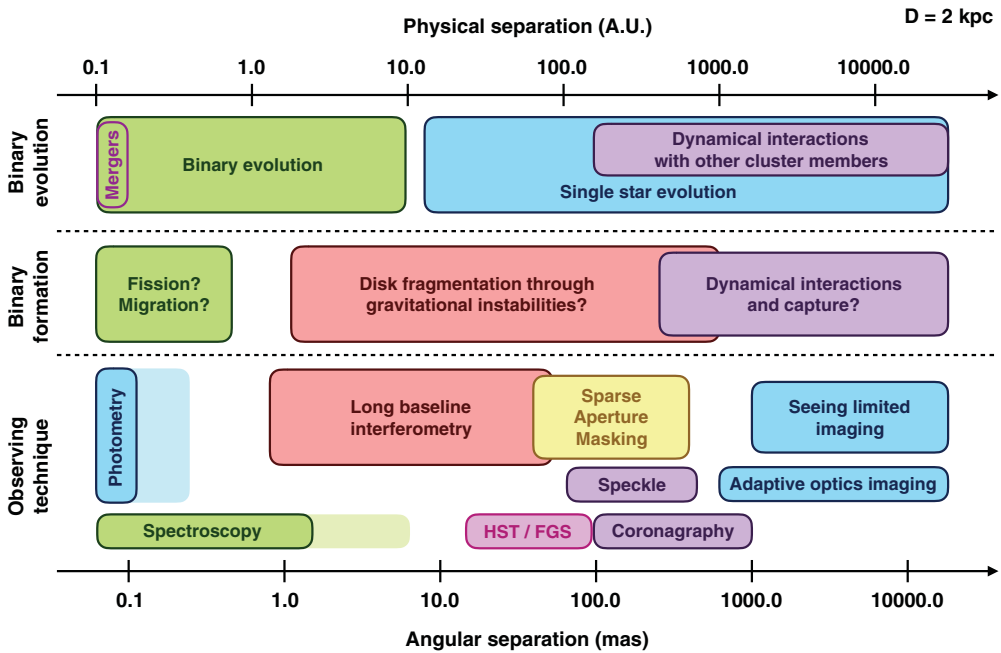 D = 2 kpc
Physical separation (A.U.)
0.1 1.0 10.0 100.0 1000.0 10000.0
Binary
evolution
Mergers
Binary evolution
Dynamical interactions
with other cluster members
Single star evolution
Binary
formation
Fission?
Migration?
Disk fragmentation through
gravitational instabilities?
Dynamical interactions
and capture?
Observing
technique
Photometry
Long baseline
interferometry
Sparse
Aperture
Masking
Seeing limited
imaging
Speckle
Adaptive optics imaging
Spectroscopy
HST / FGS
Coronagraphy
0.1 1.0 10.0 100.0 1000.0 10000.0
Angular separation (mas)